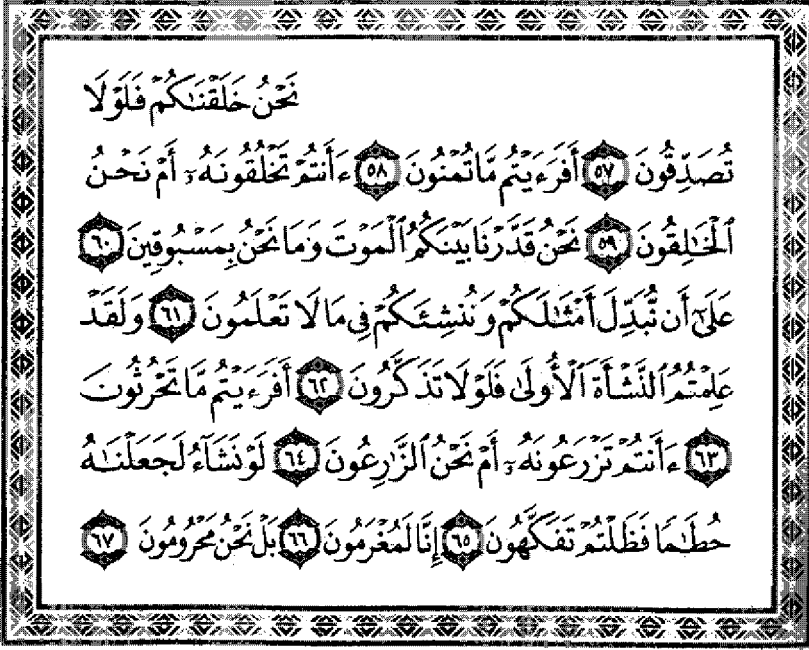 نَحْنُ خَلَقْنَٰكُمْ فَلَوْلَا
تُصَدِّقُونَ ٥٧ أَفَرَءَيْتُم مَّا تُمْنُونَ ٥٨ ءَأَنتُمْ تَخْلُقُونَهُۥٓ أَمْ نَحْنُ
ٱلْخَٰلِقُونَ ٥٩ نَحْنُ قَدَّرْنَا بَيْنَكُمُ ٱلْمَوْتَ وَمَا نَحْنُ بِمَسْبُوقِينَ ٦٠
عَلَىٰٓ أَن نُّبَدِّلَ أَمْثَٰلَكُمْ وَنُنشِئَكُمْ فِى مَا لَا تَعْلَمُونَ ٦١ وَلَقَدْ
عَلِمْتُمُ ٱلنَّشْأَةَ ٱلْأُولَىٰ فَلَوْلَا تَذَكَّرُونَ ٦٢ أَفَرَءَيْتُم مَّا تَحْرُثُونَ
٦٣ ءَأَنتُمْ تَزْرَعُونَهُۥٓ أَمْ نَحْنُ ٱلزَّٰرِعُونَ ٦٤ لَوْ نَشَآءُ لَجَعَلْنَٰهُ
حُطَٰمًا فَظَلْتُمْ تَفَكَّهُونَ ٦٥ إِنَّا لَمُغْرَمُونَ ٦٦ بَلْ نَحْنُ مَحْرُومُونَ ٦٧